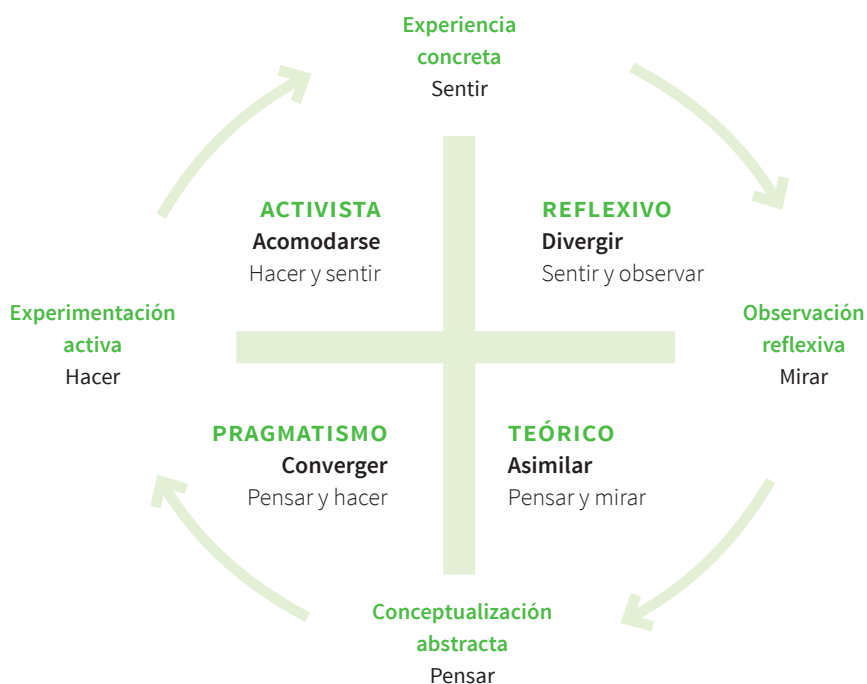 Experiencia
concreta
Sentir
ACTIVISTA
Acomodarse
Hacer y sentir
REFLEXIVO
Divergir
Sentir y observar
Experimentación
activa
Hacer
Observación
reflexiva
Mirar
PRAGMATISMO
Converger
Pensar y hacer
TEÓRICO
Asimilar
Pensar y mirar
Conceptualización
abstracta
Pensar